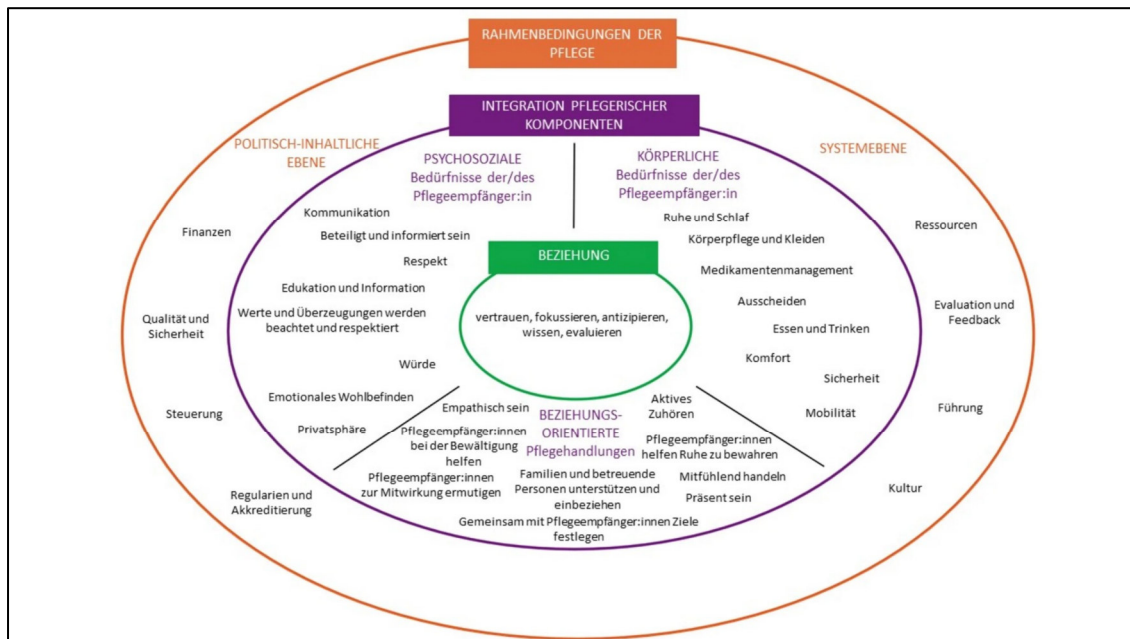 RAHMENBEDINGUNGEN DER
PFLEGE
INTEGRATION PFLEGERISCHER
KOMPONENTEN
POLITISCH-INHALTLICHE
EBENE
SYSTEMEBENE
PSYCHOSOZIALE
Bedürfnisse der/des
Pflegeempfänger:in
KÖRPERLICHE
Bedürfnisse der/des
Pflegeempfänger:in
Finanzen
Qualität und
Sicherheit
Steuerung
Regularien und
Akkreditierung
Kommunikation
Beteiligt und informiert sein
Respekt
Edukation und Information
Werte und Überzeugungen werden
beachtet und respektiert
Würde
Emotionales Wohlbefinden
Privatsphäre
BEZIEHUNG
vertrauen, fokussieren, antizipieren,
wissen, evaluieren
Ruhe und Schlaf
Körperpflege und Kleiden
Medikamentenmanagement
Ausscheiden
Essen und Trinken
Komfort
Sicherheit
Mobilität
Ressourcen
Evaluation und
Feedback
Führung
Kultur
BEZIEHUNGS-
ORIENTIERTE
Pflegehandlungen
Empathisch sein
Pflegeempfänger:innen
bei der Bewältigung
helfen
Pflegeempfänger:innen
zur Mitwirkung ermutigen
Familien und betreuende
Personen unterstützen und
einbeziehen
Gemeinsam mit Pflegeempfänger:innen Ziele
festlegen
Aktives
Zuhören
Pflegeempfänger:innen
helfen Ruhe zu bewahren
Mitfühlend handeln
Präsent sein